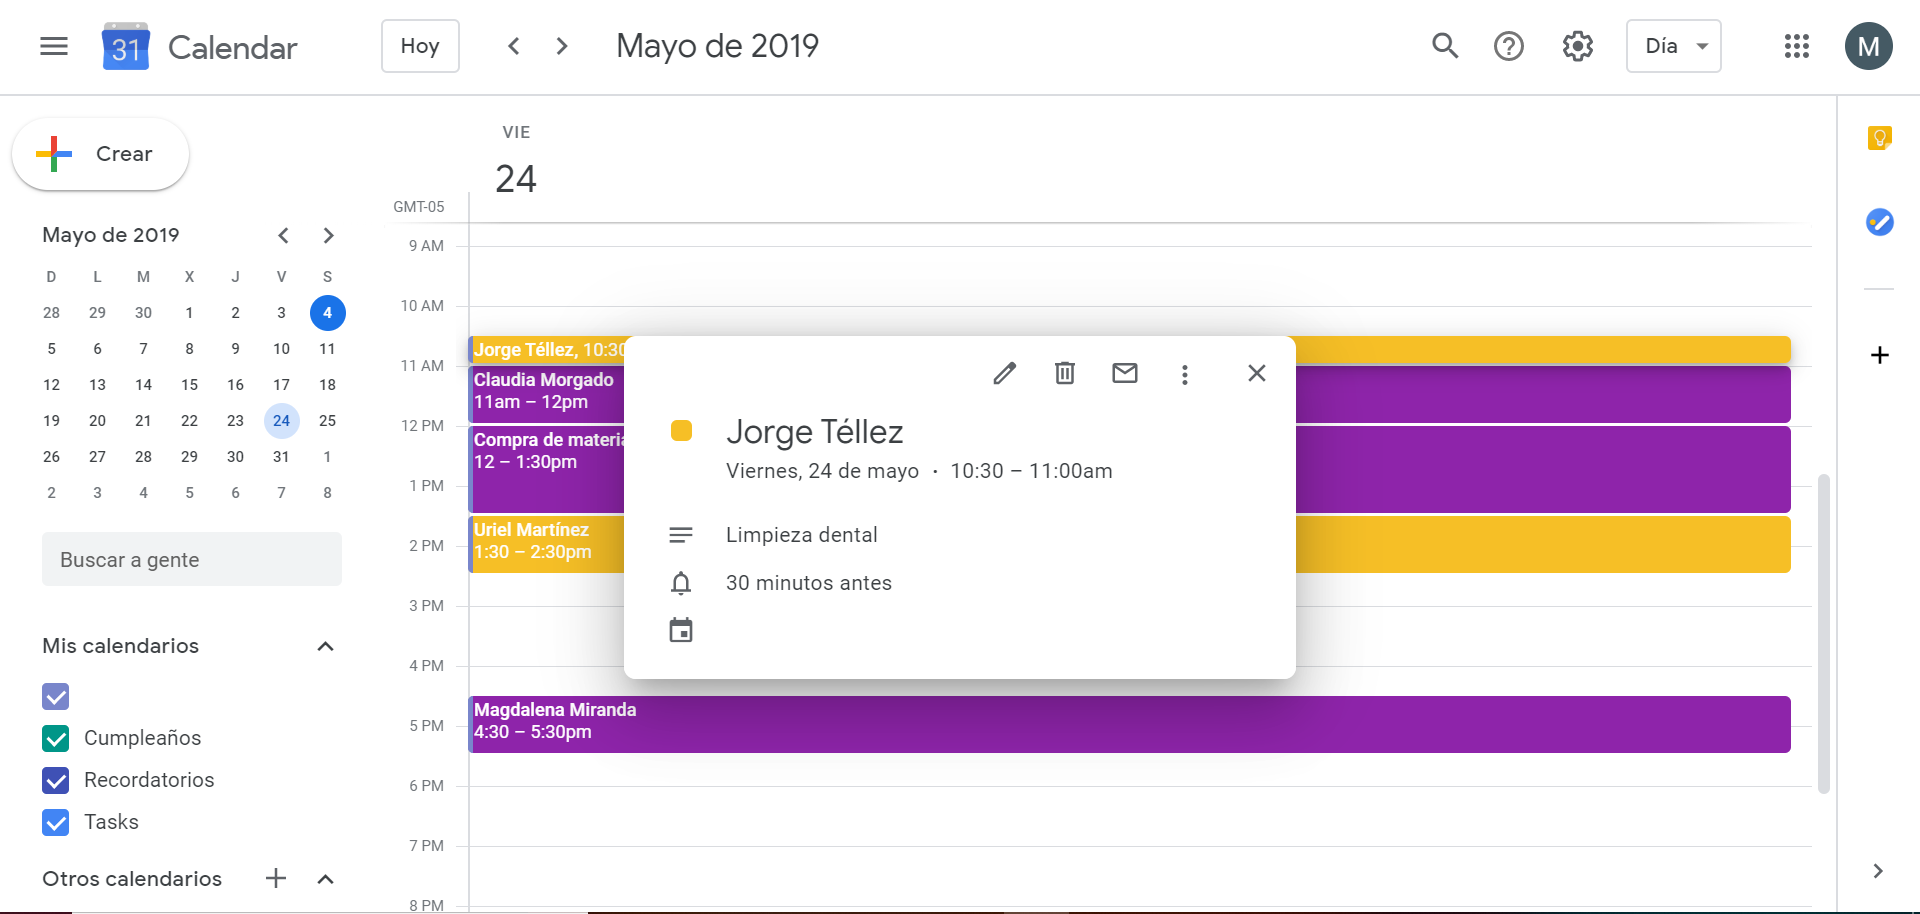 31 Calendar
Hoy
Mayo de 2019
Día
M
Crear
VIE
24
GMT-05
Mayo de 2019
D L M X J V S
28 29 30 1 2 3 4
5 6 7 8 9 10 11
12 13 14 15 16 17 18
19 20 21 22 23 24 25
26 27 28 29 30 31 1
2 3 4 5 6 7 8
Buscar a gente
Mis calendarios
Cumpleaños
Recordatorios
Tasks
Otros calendarios
9 AM
10 AM
11 AM
12 PM
1 PM
2 PM
3 PM
4 PM
5 PM
6 PM
7 PM
8 PM
Jorge Téllez, 10:30
Claudia Morgado
11am – 12pm
Compra de materia
12 – 1:30pm
Uriel Martínez
1:30 – 2:30pm
Magdalena Miranda
4:30 – 5:30pm
Jorge Téllez
Viernes, 24 de mayo · 10:30 – 11:00am
Limpieza dental
30 minutos antes